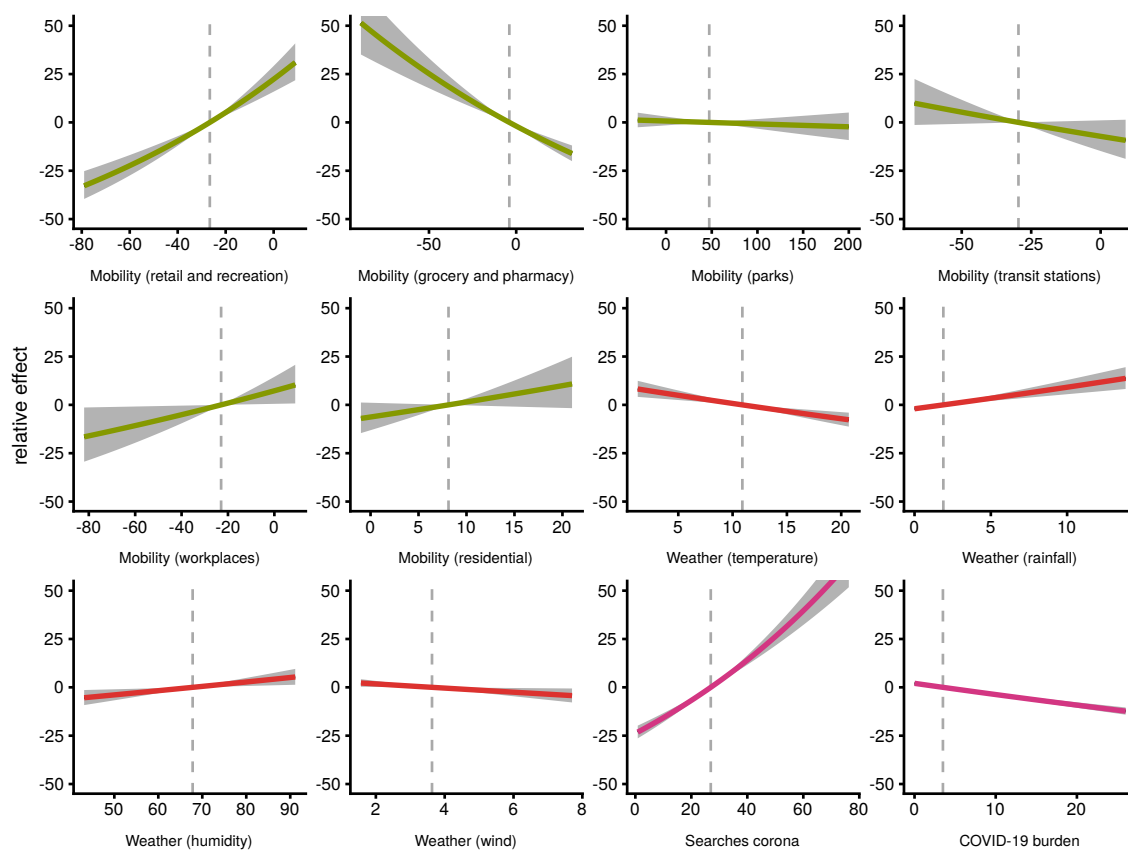 50
25
0
-25
-50
-80 -60 -40 -20 0
Mobility (retail and recreation)
50
25
0
-25
-50
-50 0
Mobility (grocery and pharmacy)
50
25
0
-25
-50
0 50 100 150 200
Mobility (parks)
50
25
0
-25
-50
-50 0
Mobility (transit stations)
relative effect
50
25
0
-25
-50
-80 -60 -40 -20 0
Mobility (workplaces)
50
25
0
-25
-50
0 5 10 15 20
Mobility (residential)
50
25
0
-25
-50
5 10 15 20
Weather (temperature)
50
25
0
-25
-50
0 5 10
Weather (rainfall)
50
25
0
-25
-50
50 60 70 80 90
Weather (humidity)
50
25
0
-25
-50
2 4 6 8
Weather (wind)
50
25
0
-25
-50
0 20 40 60 80
Searches corona
50
25
0
-25
-50
0 10 20
COVID-19 burden